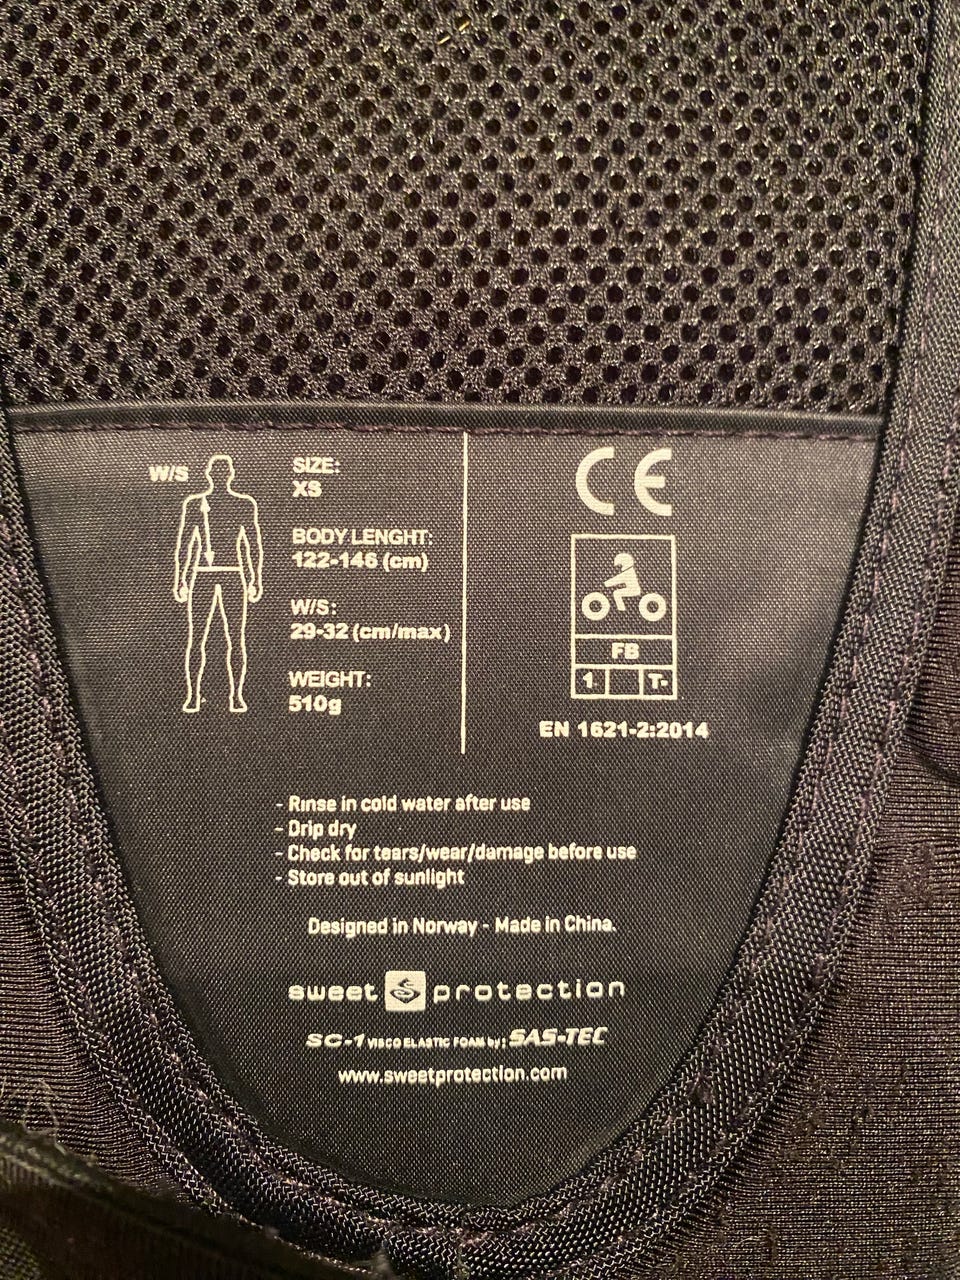 W/S
SIZE:
XS
BODY LENGHT:
122-146 (cm)
W/S:
29-32 (cm/max)
WEIGHT:
510g
CE
FB
1 T-
EN 1621-2:2014
- Rinse in cold water after use
- Drip dry
- Check for tears/wear/damage before use
- Store out of sunlight
Designed in Norway - Made in China.
sweet protection
SC-1 VISCO ELASTIC FOAM by: SAS-TEC
www.sweetprotection.com